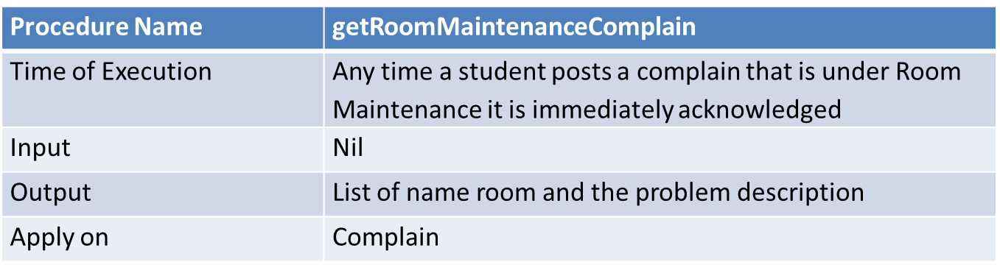 Procedure Name getRoomMaintenanceComplain
Time of Execution Any time a student posts a complain that is under Room
Maintenance it is immediately acknowledged
Input Nil
Output List of name room and the problem description
Apply on Complain